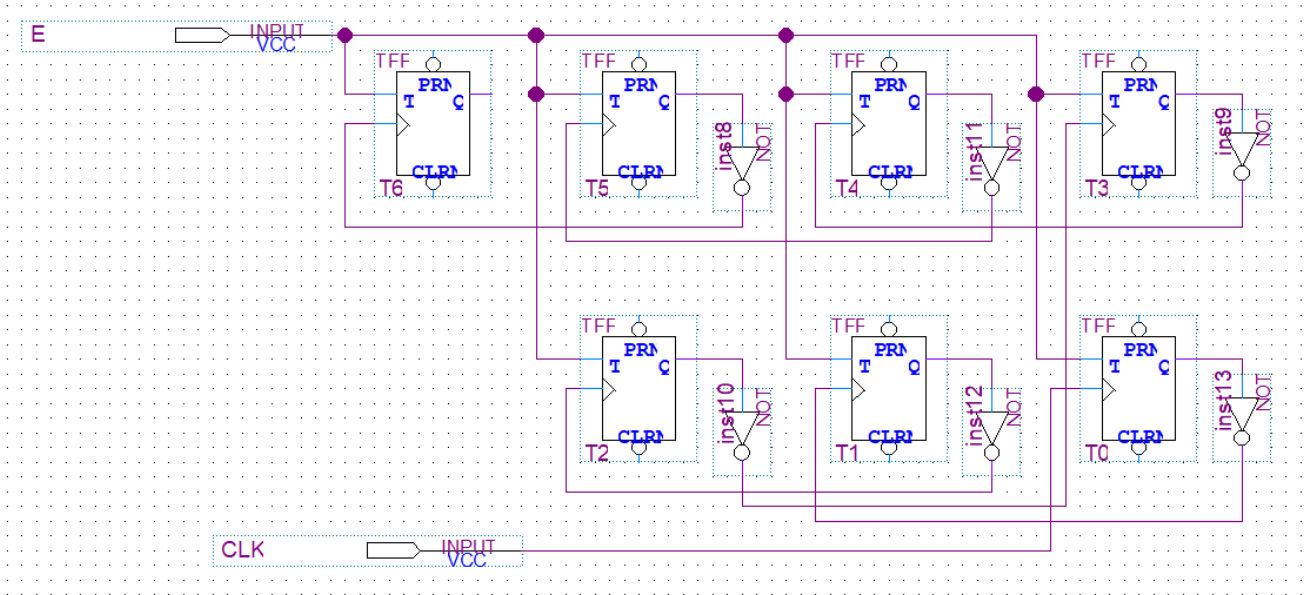 E INPUT VCC
TFF TFF TFF TFF
PRN PRN PRN PRN
T Q T Q T Q T Q
inst8 NOT inst11 NOT inst9 NOT
CLRN CLRN CLRN CLRN
T6 T5 T4 T3
TFF TFF TFF
PRN PRN PRN
T Q T Q T Q
inst10 NOT inst12 NOT inst13 NOT
CLRN CLRN CLRN
T2 T1 T0
CLK INPUT VCC